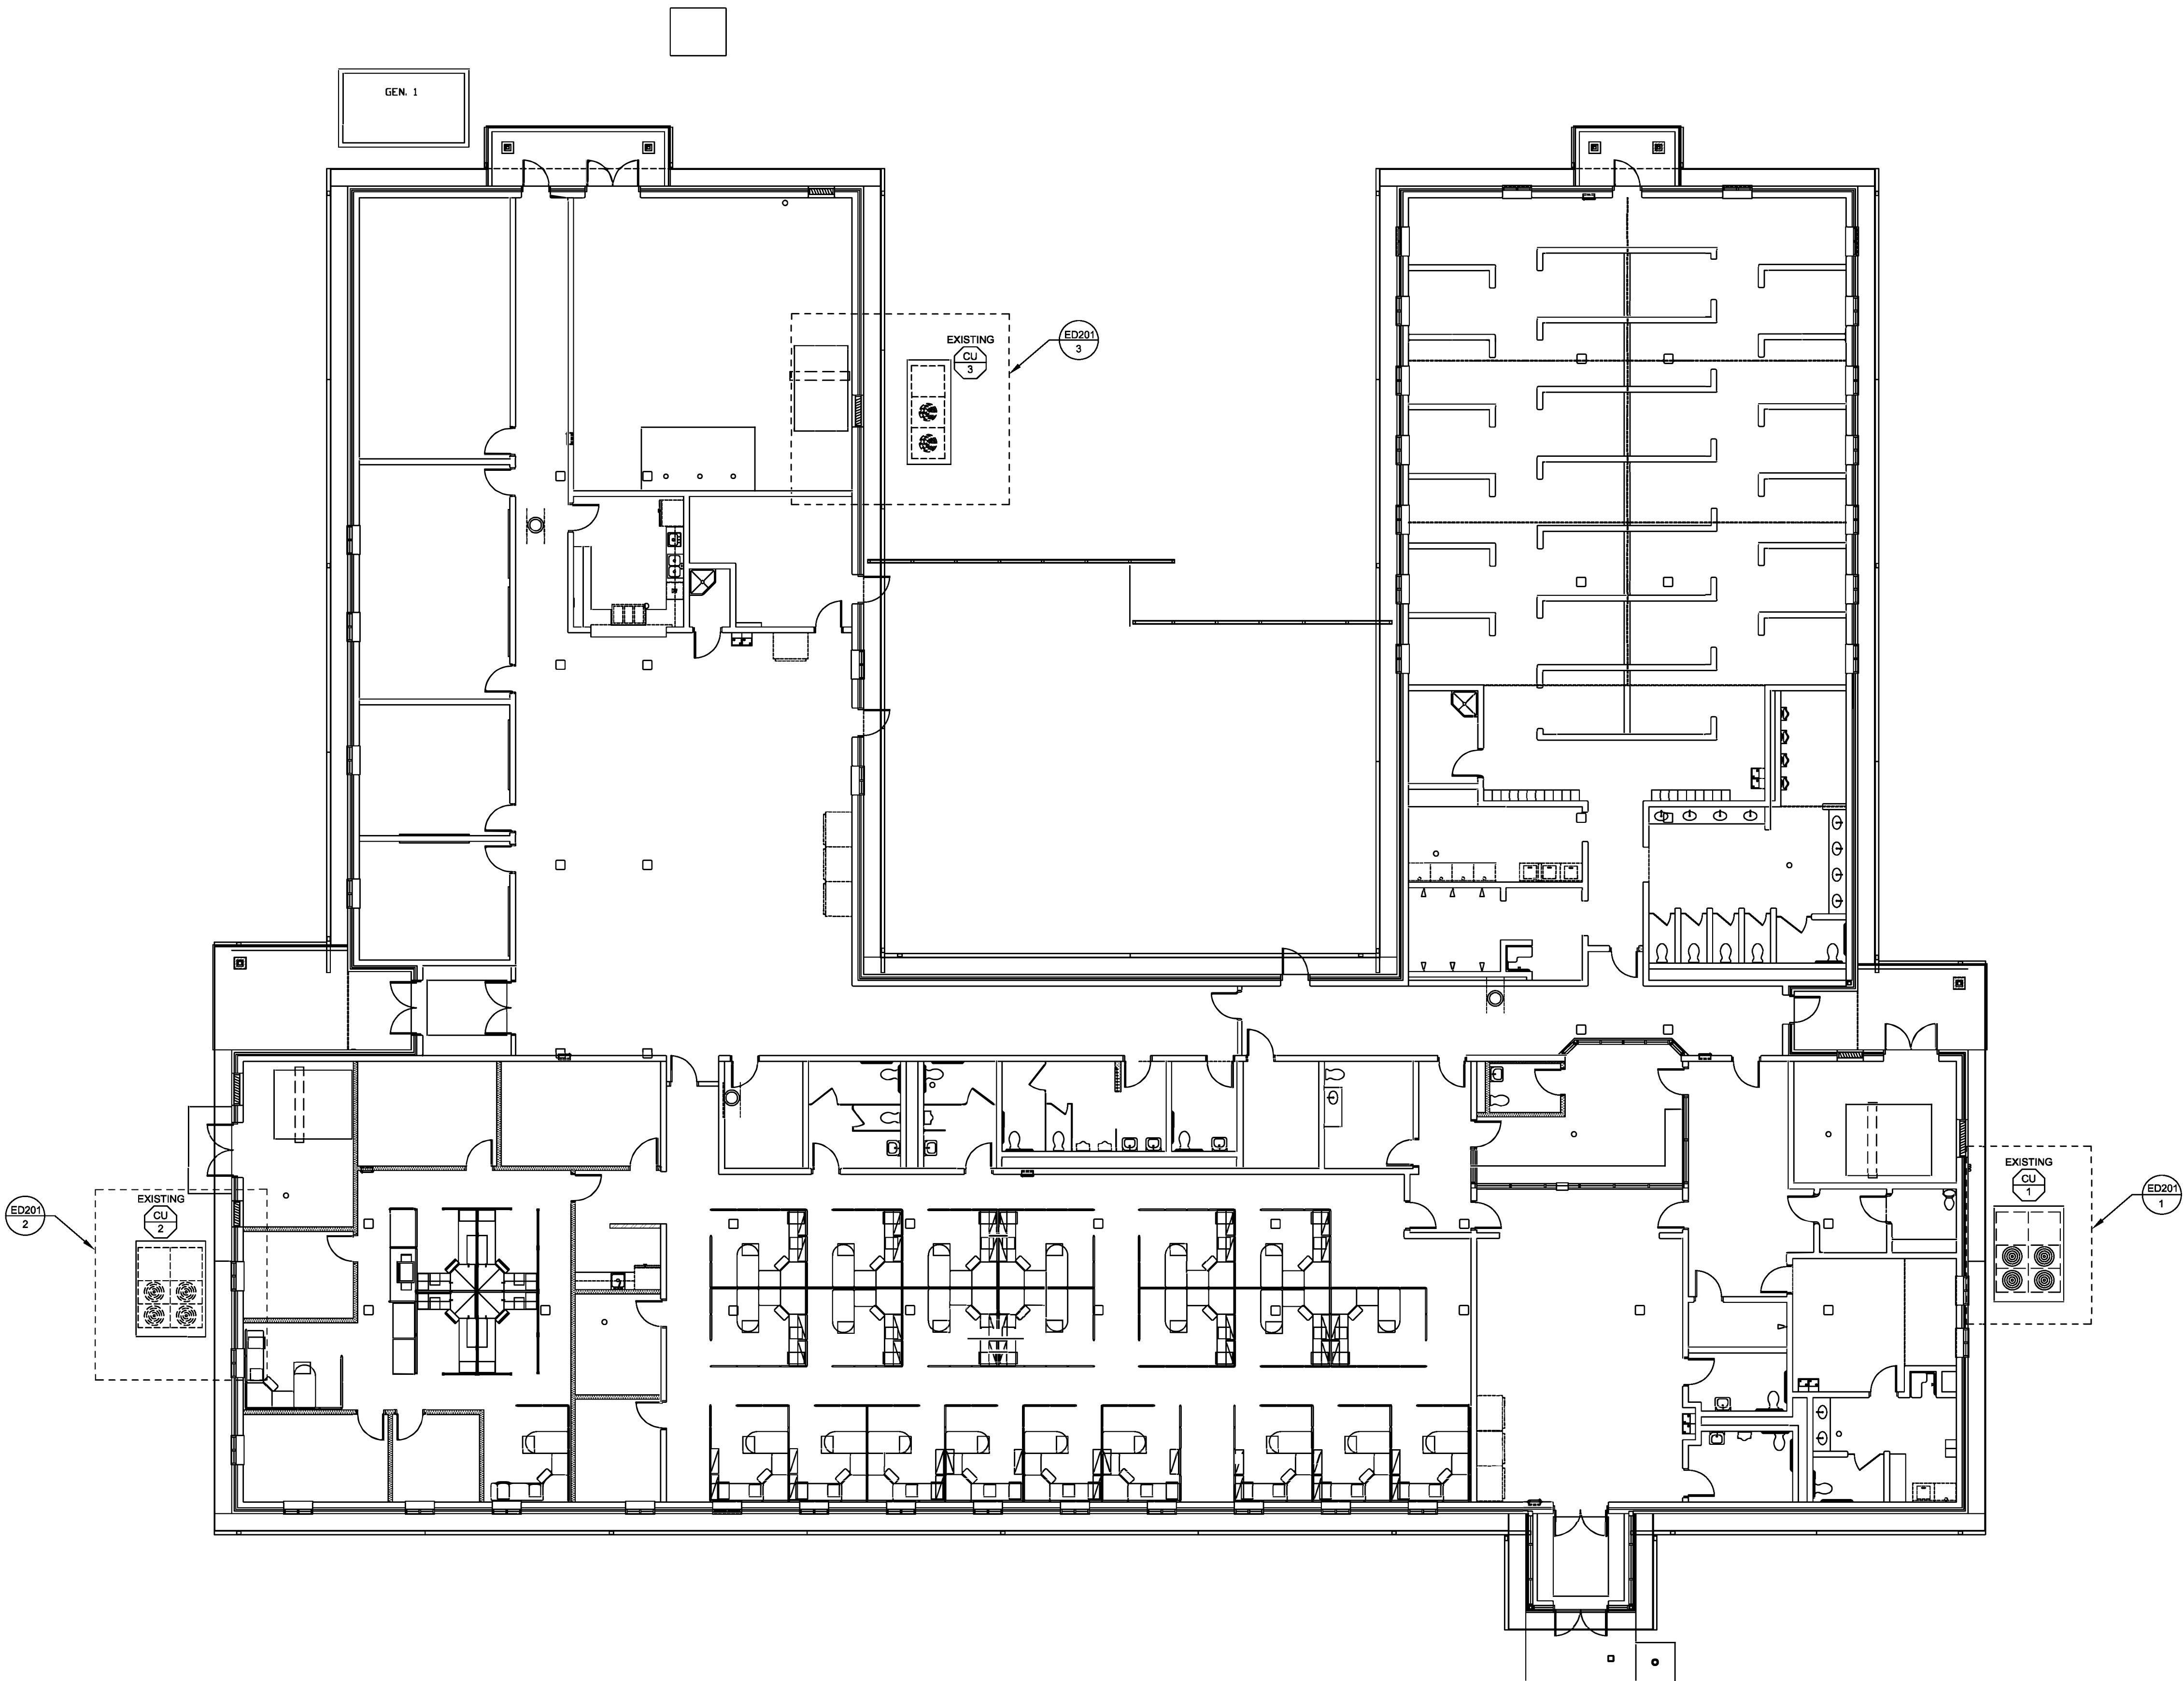 GEN. 1
EXISTING
CU
3
ED201
3
EXISTING
CU
2
ED201
2
EXISTING
CU
1
ED201
1